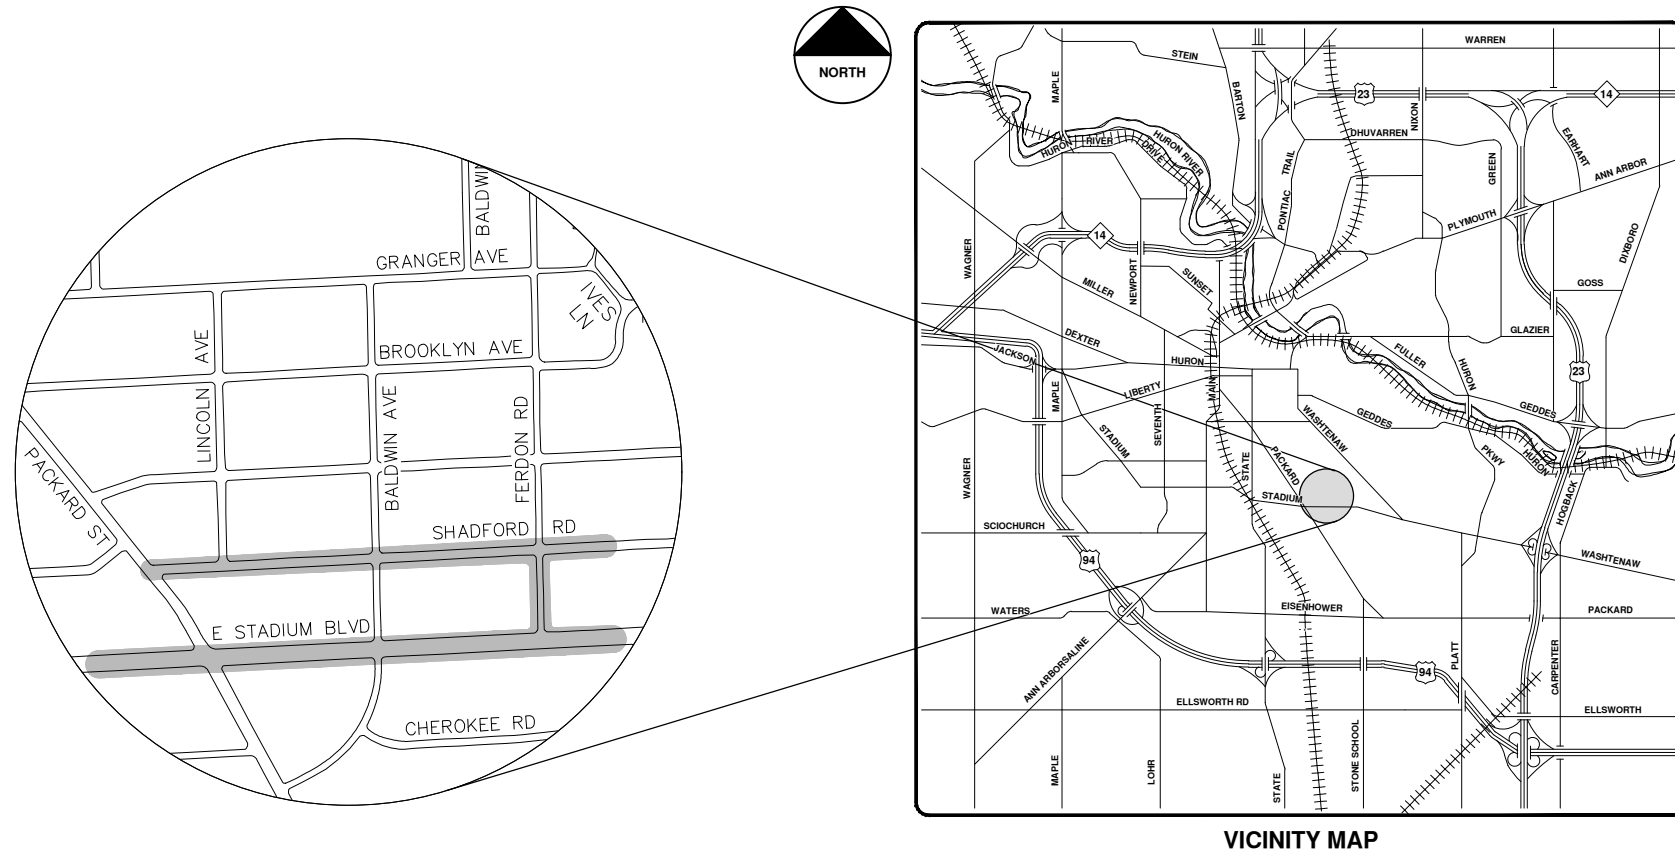 NORTH
BALDWIN
GRANGER AVE
IVES
LN
LINCOLN AVE
BROOKLYN AVE
BALDWIN AVE
FERDON RD
PACKARD ST
SHADFORD RD
E STADIUM BLVD
CHEROKEE RD
WARREN
STEIN
MAPLE
BARTON
23
NIXON
14
DHUVARREN
EARHART
HURON RIVER DRIVE
HURON RIVER
PONTIAC TRAIL
GREEN
ANN ARBOR
PLYMOUTH
DIXBORO
WAGNER
14
NEWPORT
SUNSET
MILLER
GOSS
DEXTER
GLAZIER
JACKSON
HURON
FULLER
HURON
23
LIBERTY
MAPLE
MAIN
SEVENTH
WASHTENAW
GEDDES
GEDDES
STADIUM
STATE
PACKARD
PKWY
HURON
WAGNER
STADIUM
HOGBACK
SCIOCHURCH
94
WASHTENAW
WATERS
EISENHOWER
PACKARD
ANN ARBORSALINE
PLATT
CARPENTER
94
ELLSWORTH RD
ELLSWORTH
MAPLE
LOHR
STATE
STONE SCHOOL
VICINITY MAP